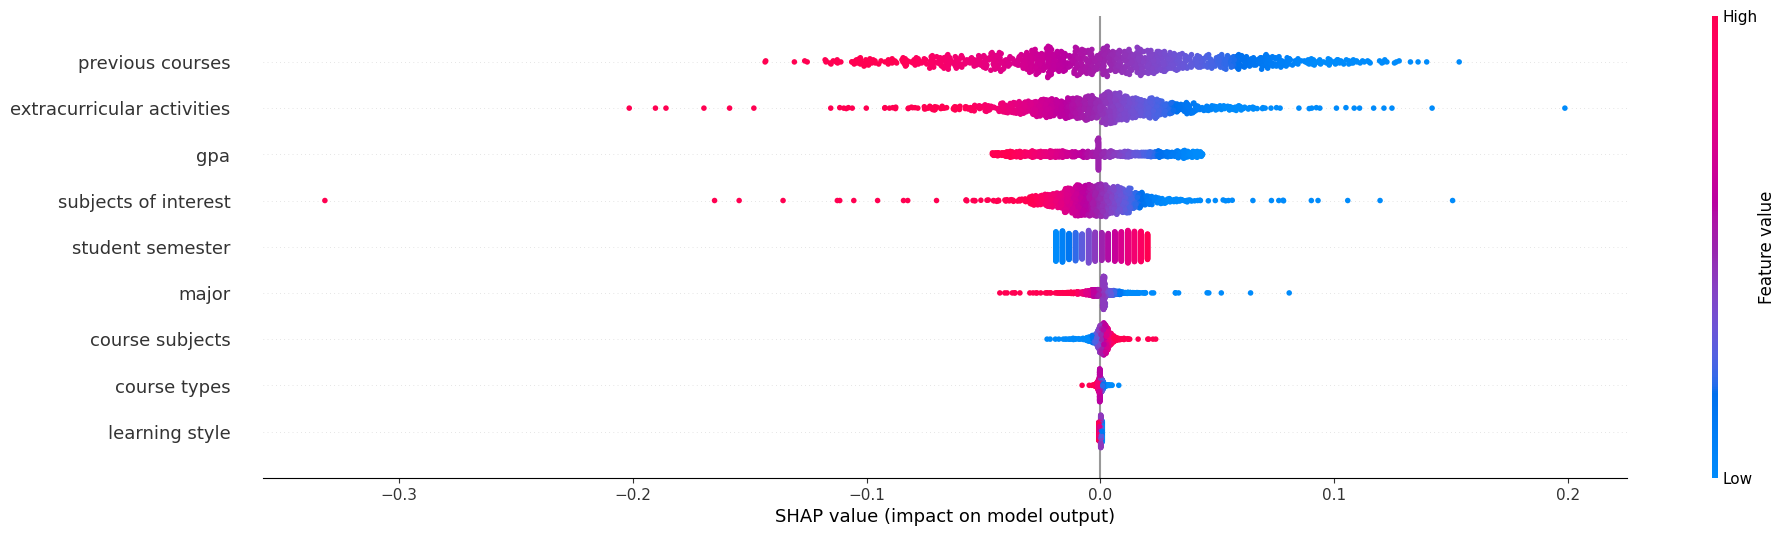 High
previous courses
extracurricular activities
gpa
subjects of interest
student semester
major
course subjects
course types
learning style
Feature value
Low
−0.3
−0.2
−0.1
0.0
0.1
0.2
SHAP value (impact on model output)